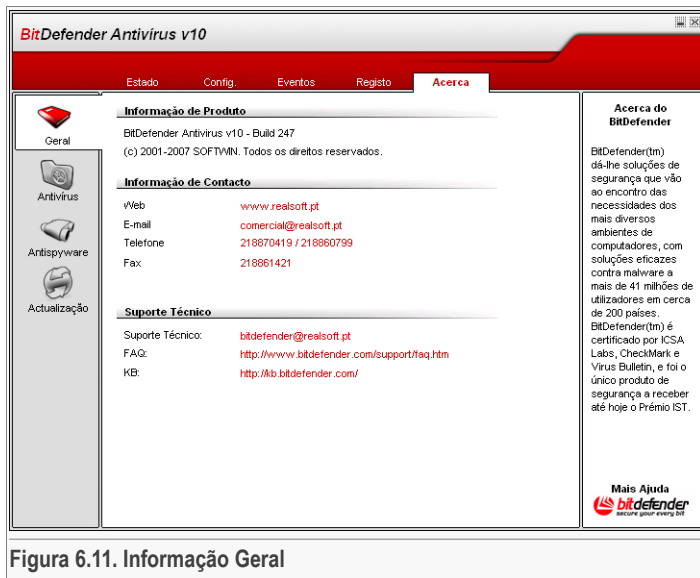 BitDefender Antivírus v10
Estado Config. Eventos Registo Acerca
Geral
Antivírus
Antispyware
Actualização
Informação de Produto
BitDefender Antivirus v10 - Build 247
(c) 2001-2007 SOFTWIN. Todos os direitos reservados.
Informação de Contacto
Web www.realsoft.pt
E-mail comercial@realsoft.pt
Telefone 218870419 / 218860799
Fax 218861421
Suporte Técnico
Suporte Técnico: bitdefender@realsoft.pt
FAQ: http://www.bitdefender.com/support/faq.htm
KB: http://kb.bitdefender.com/
Acerca do
BitDefender
BitDefender(tm)
dá-lhe soluções de
segurança que vão
ao encontro das
necessidades dos
mais diversos
ambientes de
computadores, com
soluções eficazes
contra malware a
mais de 41 milhões de
utilizadores em cerca
de 200 países.
BitDefender(tm) é
certificado por ICSA
Labs, CheckMark e
Virus Bulletin, e foi o
único produto de
segurança a receber
até hoje o Prémio IST.
Mais Ajuda
bitdefender
secure your every bit
Figura 6.11. Informação Geral